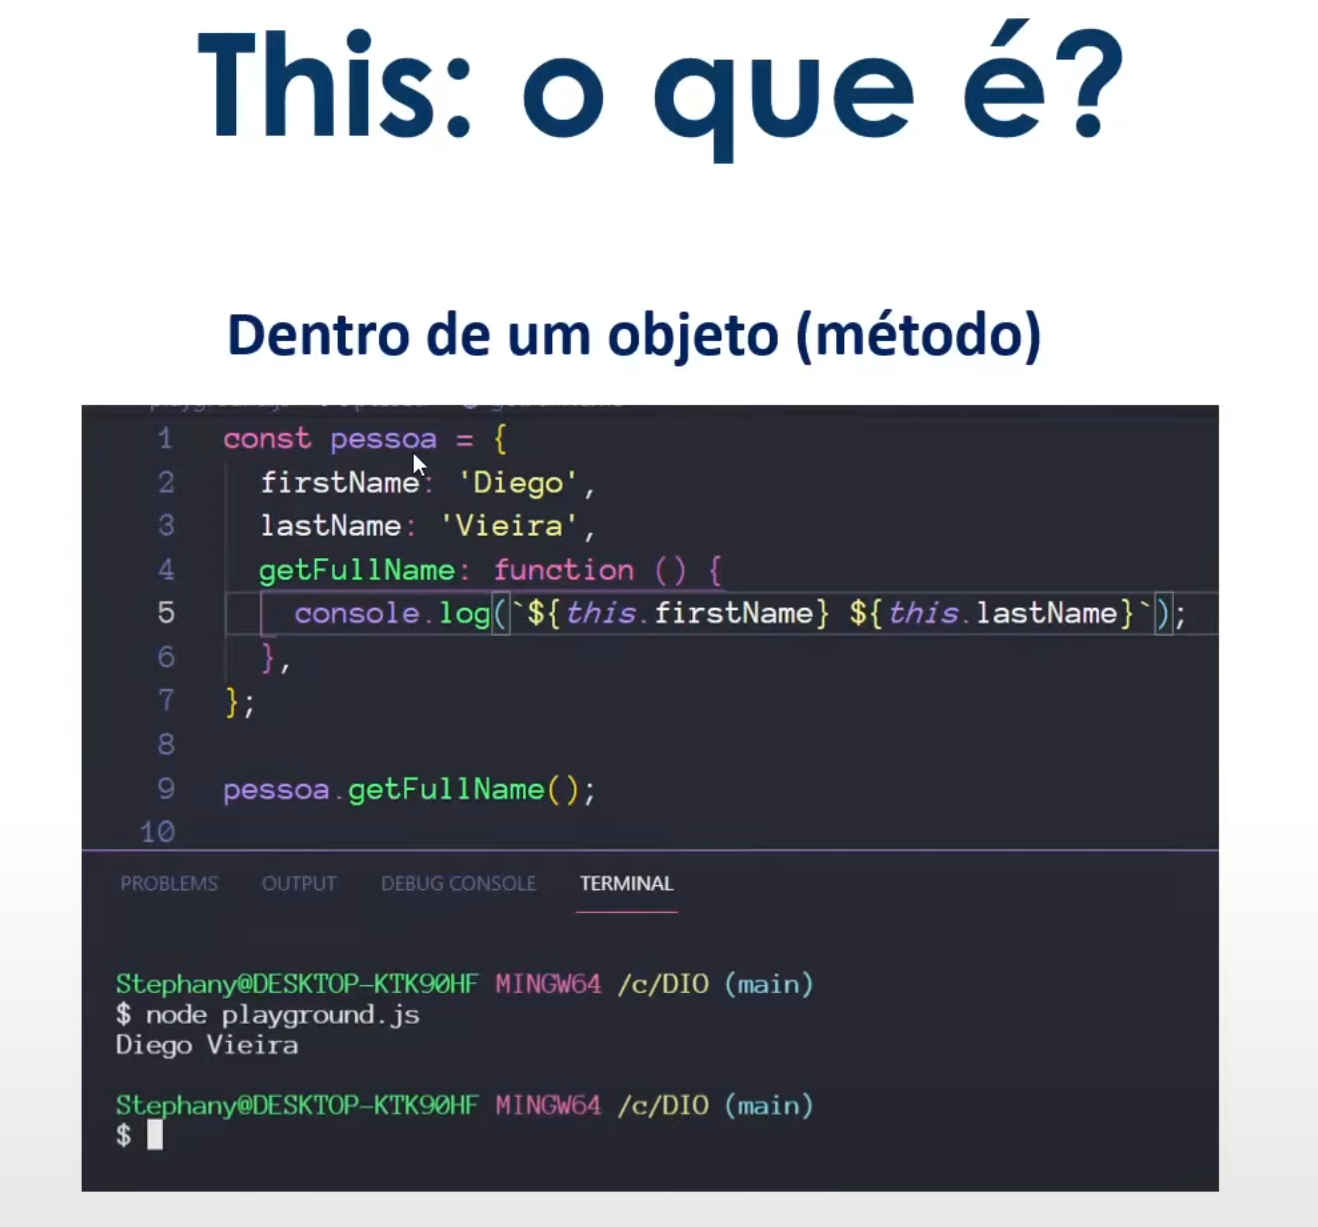 This: o que é?
Dentro de um objeto (método)
1 const pessoa = {
2 firstName: 'Diego',
3 lastName: 'Vieira',
4 getFullName: function () {
5 console.log(`${this.firstName} ${this.lastName}`);
6 },
7 };
8
9 pessoa.getFullName();
10
PROBLEMS OUTPUT DEBUG CONSOLE TERMINAL
Stephany@DESKTOP-KTK90HF MINGW64 /c/DIO (main)
$ node playground.js
Diego Vieira
Stephany@DESKTOP-KTK90HF MINGW64 /c/DIO (main)
$